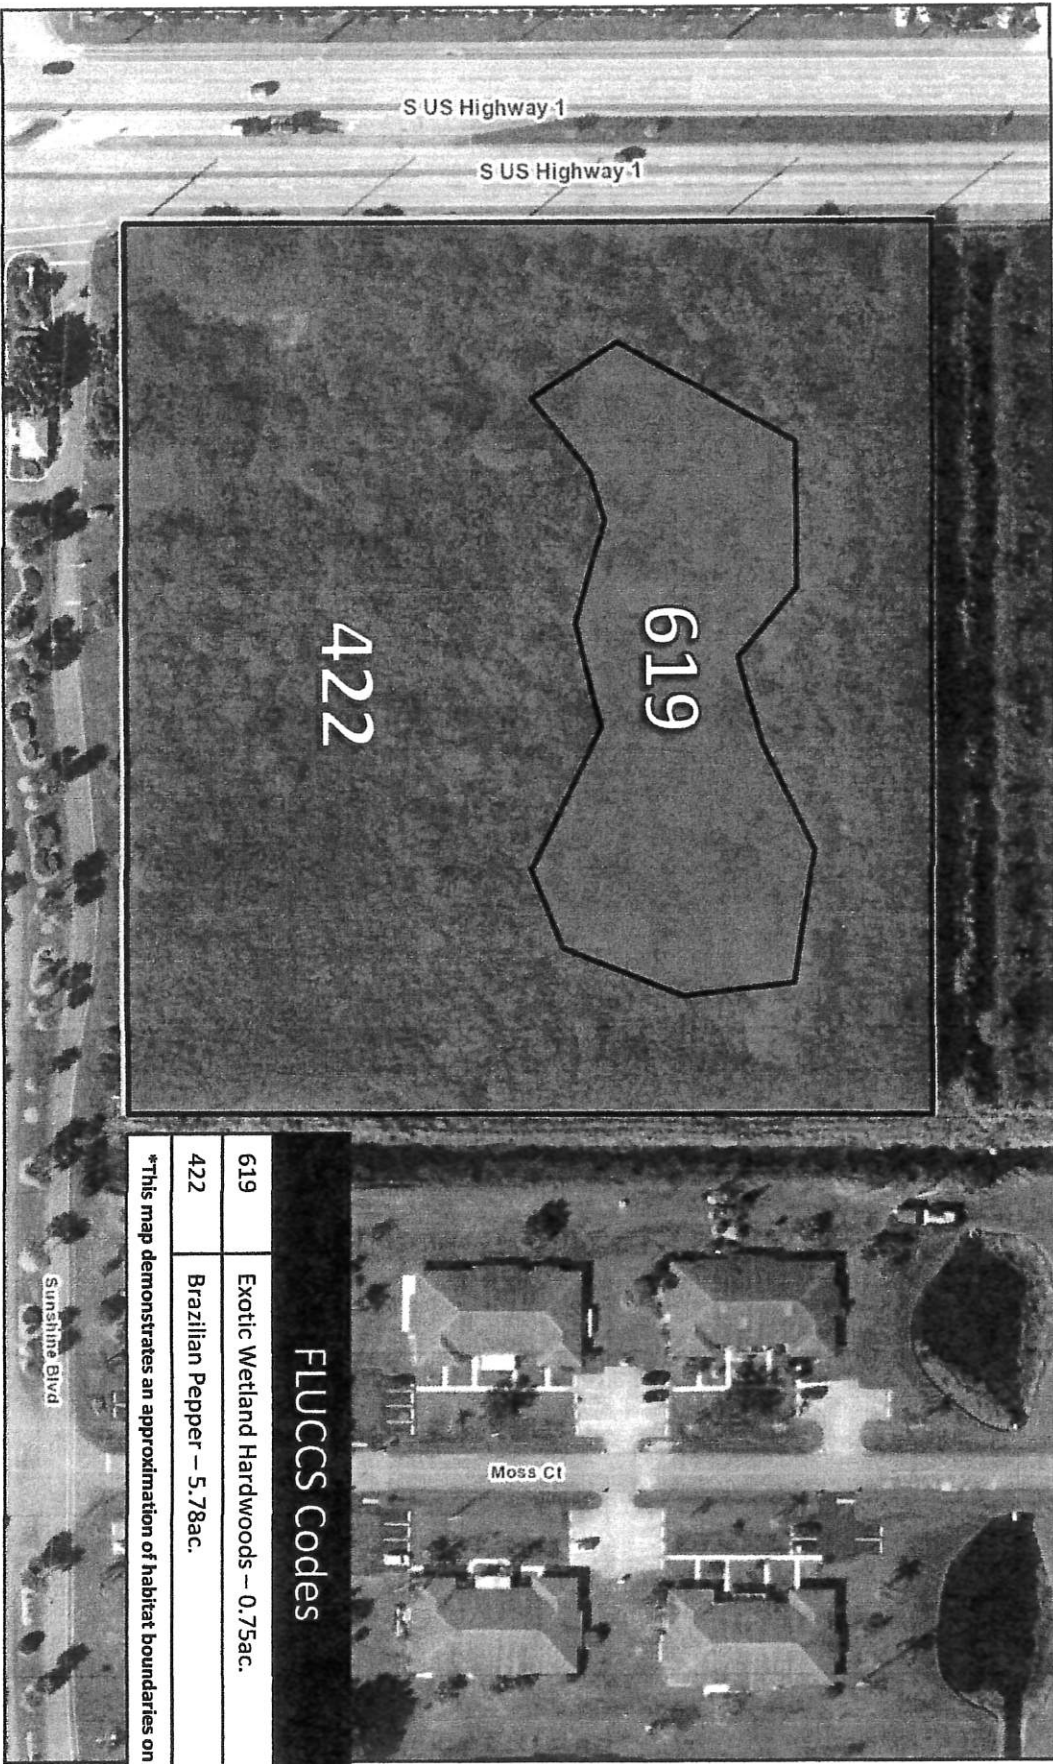 S US Highway 1
S US Highway 1
619
422
Moss Ct
Sunshine Blvd
FLUCCS Codes
619 Exotic Wetland Hardwoods – 0.75ac.
422 Brazilian Pepper – 5.78ac.
*This map demonstrates an approximation of habitat boundaries on